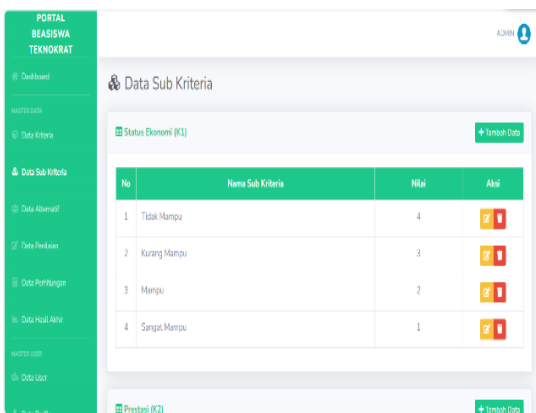 PORTAL
BEASISWA
TEKNOKRAT
Dashboard
MASTER DATA
Data Kriteria
Data Sub Kriteria
Data Alternatif
Data Penilaian
Data Perhitungan
Data Hasil Akhir
MASTER USER
Data User
ADMIN
Data Sub Kriteria
Status Ekonomi (K1)
+ Tambah Data
No Nama Sub Kriteria Nilai Aksi
1 Tidak Mampu 4
2 Kurang Mampu 3
3 Mampu 2
4 Sangat Mampu 1
Prestasi (K2)
+ Tambah Data